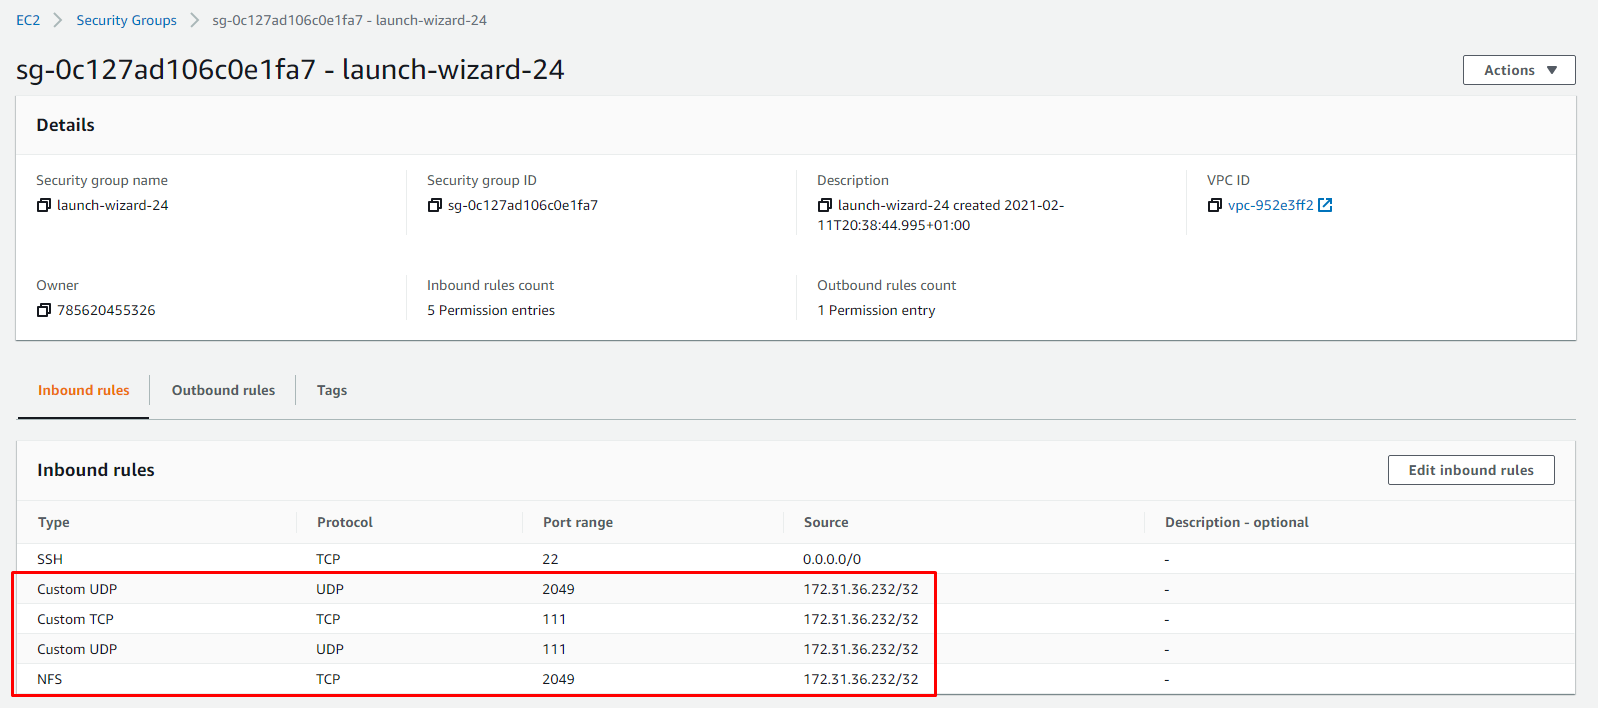 EC2 > Security Groups > sg-0c127ad106c0e1fa7 - launch-wizard-24
sg-0c127ad106c0e1fa7 - launch-wizard-24
Actions
Details
Security group name
launch-wizard-24
Security group ID
sg-0c127ad106c0e1fa7
Description
launch-wizard-24 created 2021-02-
11T20:38:44.995+01:00
VPC ID
vpc-952e3ff2
Owner
785620455326
Inbound rules count
5 Permission entries
Outbound rules count
1 Permission entry
Inbound rules Outbound rules Tags
Inbound rules Edit inbound rules
Type Protocol Port range Source Description - optional
SSH TCP 22 0.0.0.0/0 -
Custom UDP UDP 2049 172.31.36.232/32 -
Custom TCP TCP 111 172.31.36.232/32 -
Custom UDP UDP 111 172.31.36.232/32 -
NFS TCP 2049 172.31.36.232/32 -